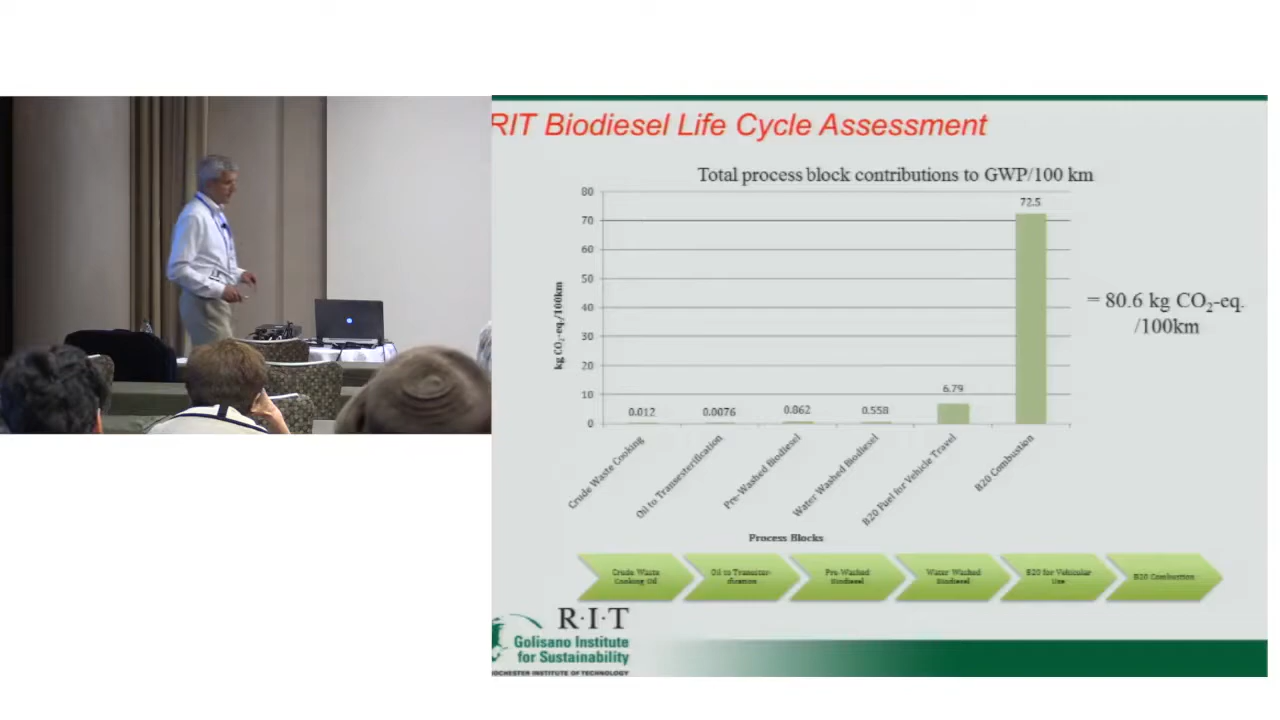 RIT Biodiesel Life Cycle Assessment
Total process block contributions to GWP/100 km
80
70
60
50
40
30
20
10
0
kg CO₂-eq./100km
0.012
0.0076
0.862
0.558
6.79
72.5
Crude Waste Cooking
Oil to Transesterification
Pre-Washed Biodiesel
Water Washed Biodiesel
B20 Fuel for Vehicle Travel
B20 Combustion
Process Blocks
= 80.6 kg CO₂-eq.
/100km
Crude Waste
Cooking Oil
Oil to Transester-
ification
Pre-Washed
Biodiesel
Water Washed
Biodiesel
B20 for Vehicular
Use
B20 Combustion
R·I·T
Golisano Institute
for Sustainability
ROCHESTER INSTITUTE OF TECHNOLOGY